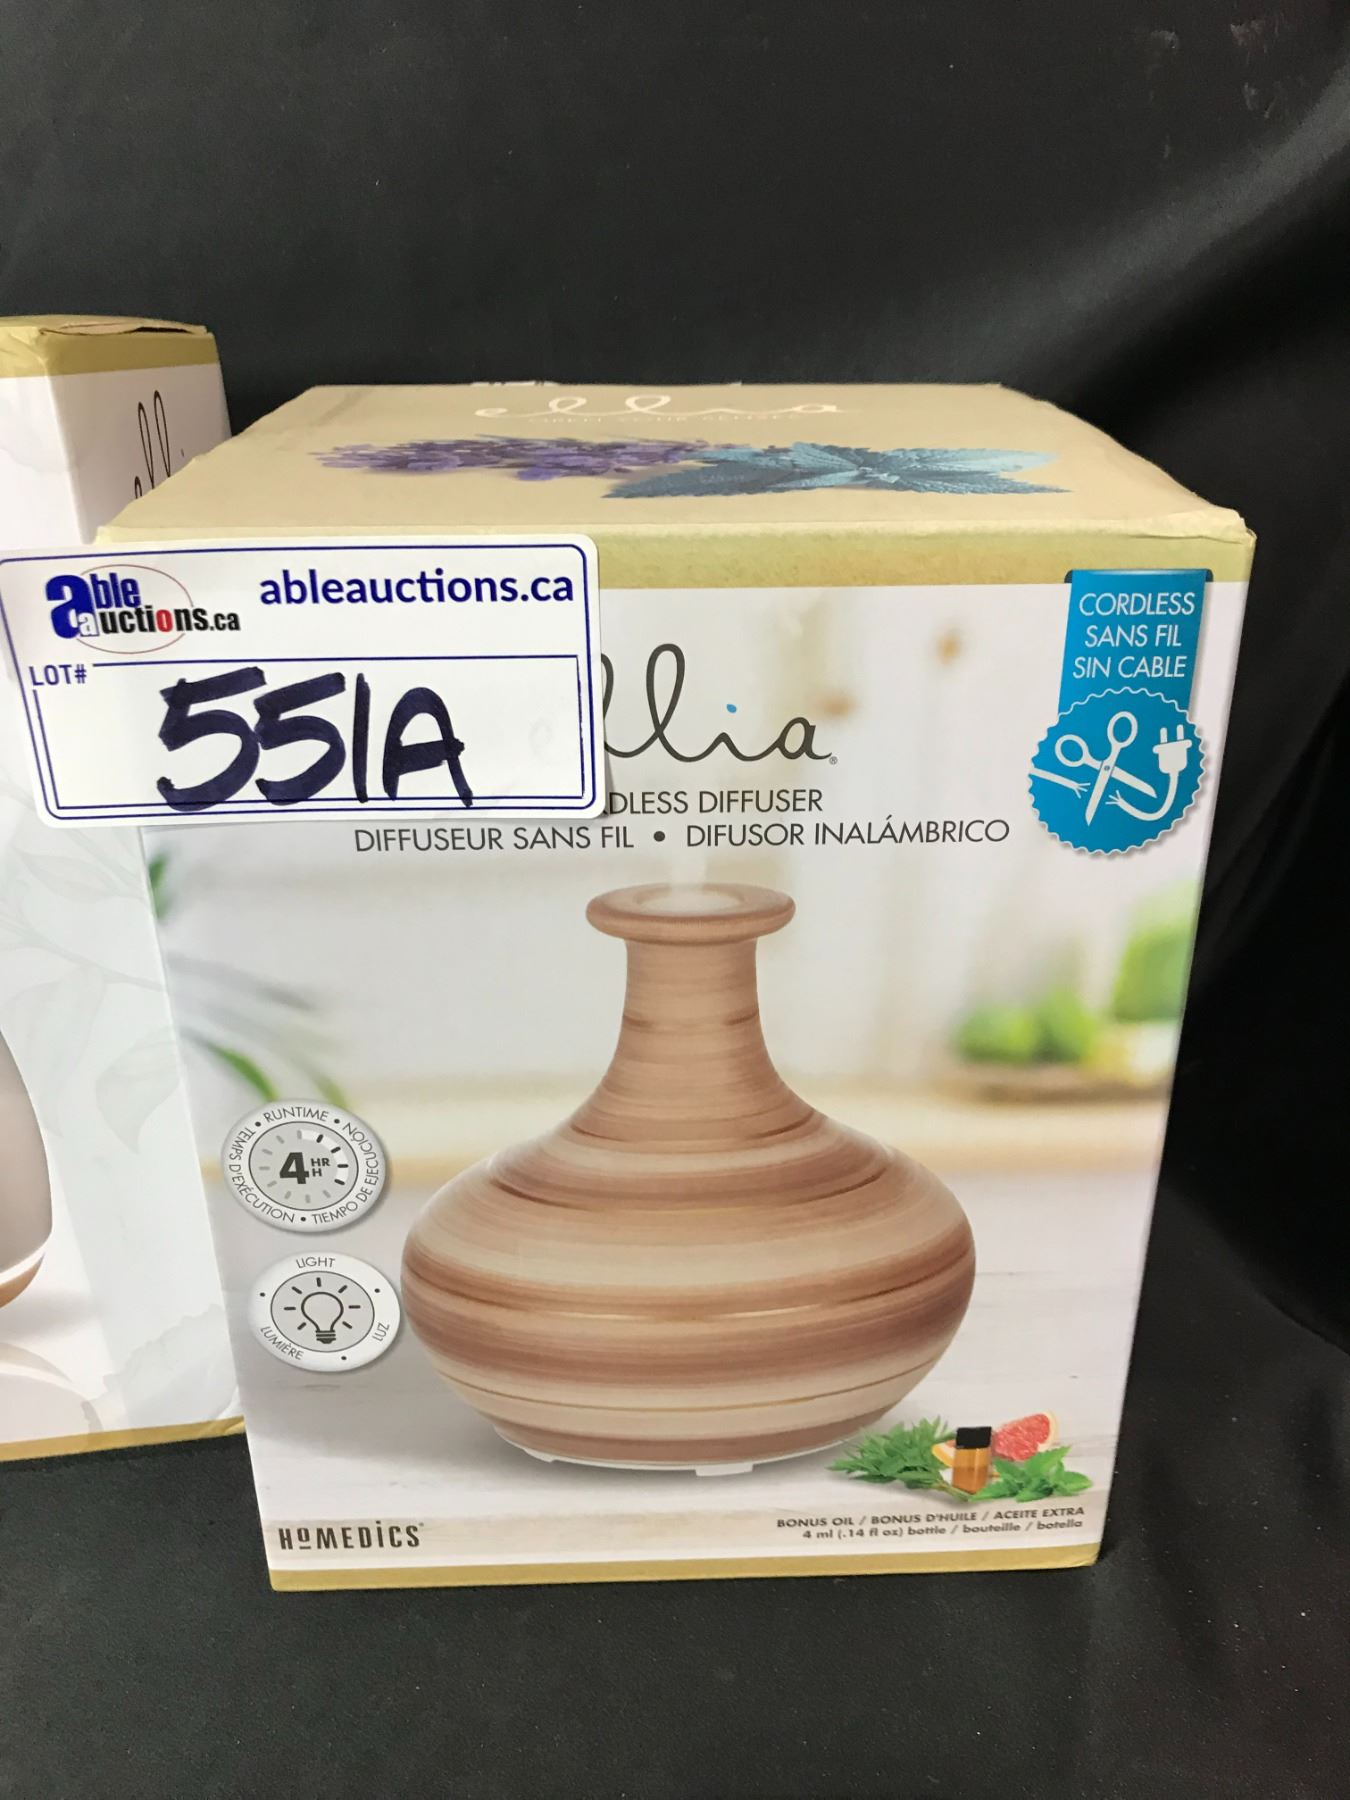 ellia
able
auctions.ca
ableauctions.ca
LOT#
551A
CORDLESS
SANS FIL
SIN CABLE
llia®
DLESS DIFFUSER
DIFFUSEUR SANS FIL • DIFUSOR INALÁMBRICO
RUNTIME • TIEMPO DE EJECUCIÓN • TEMPS D'EXÉCUTION •
4 HR
H
LIGHT
LUZ
LUMIÈRE
HOMEDICS
BONUS OIL / BONUS D'HUILE / ACEITE EXTRA
4 ml (.14 fl oz) bottle / bouteille / botella